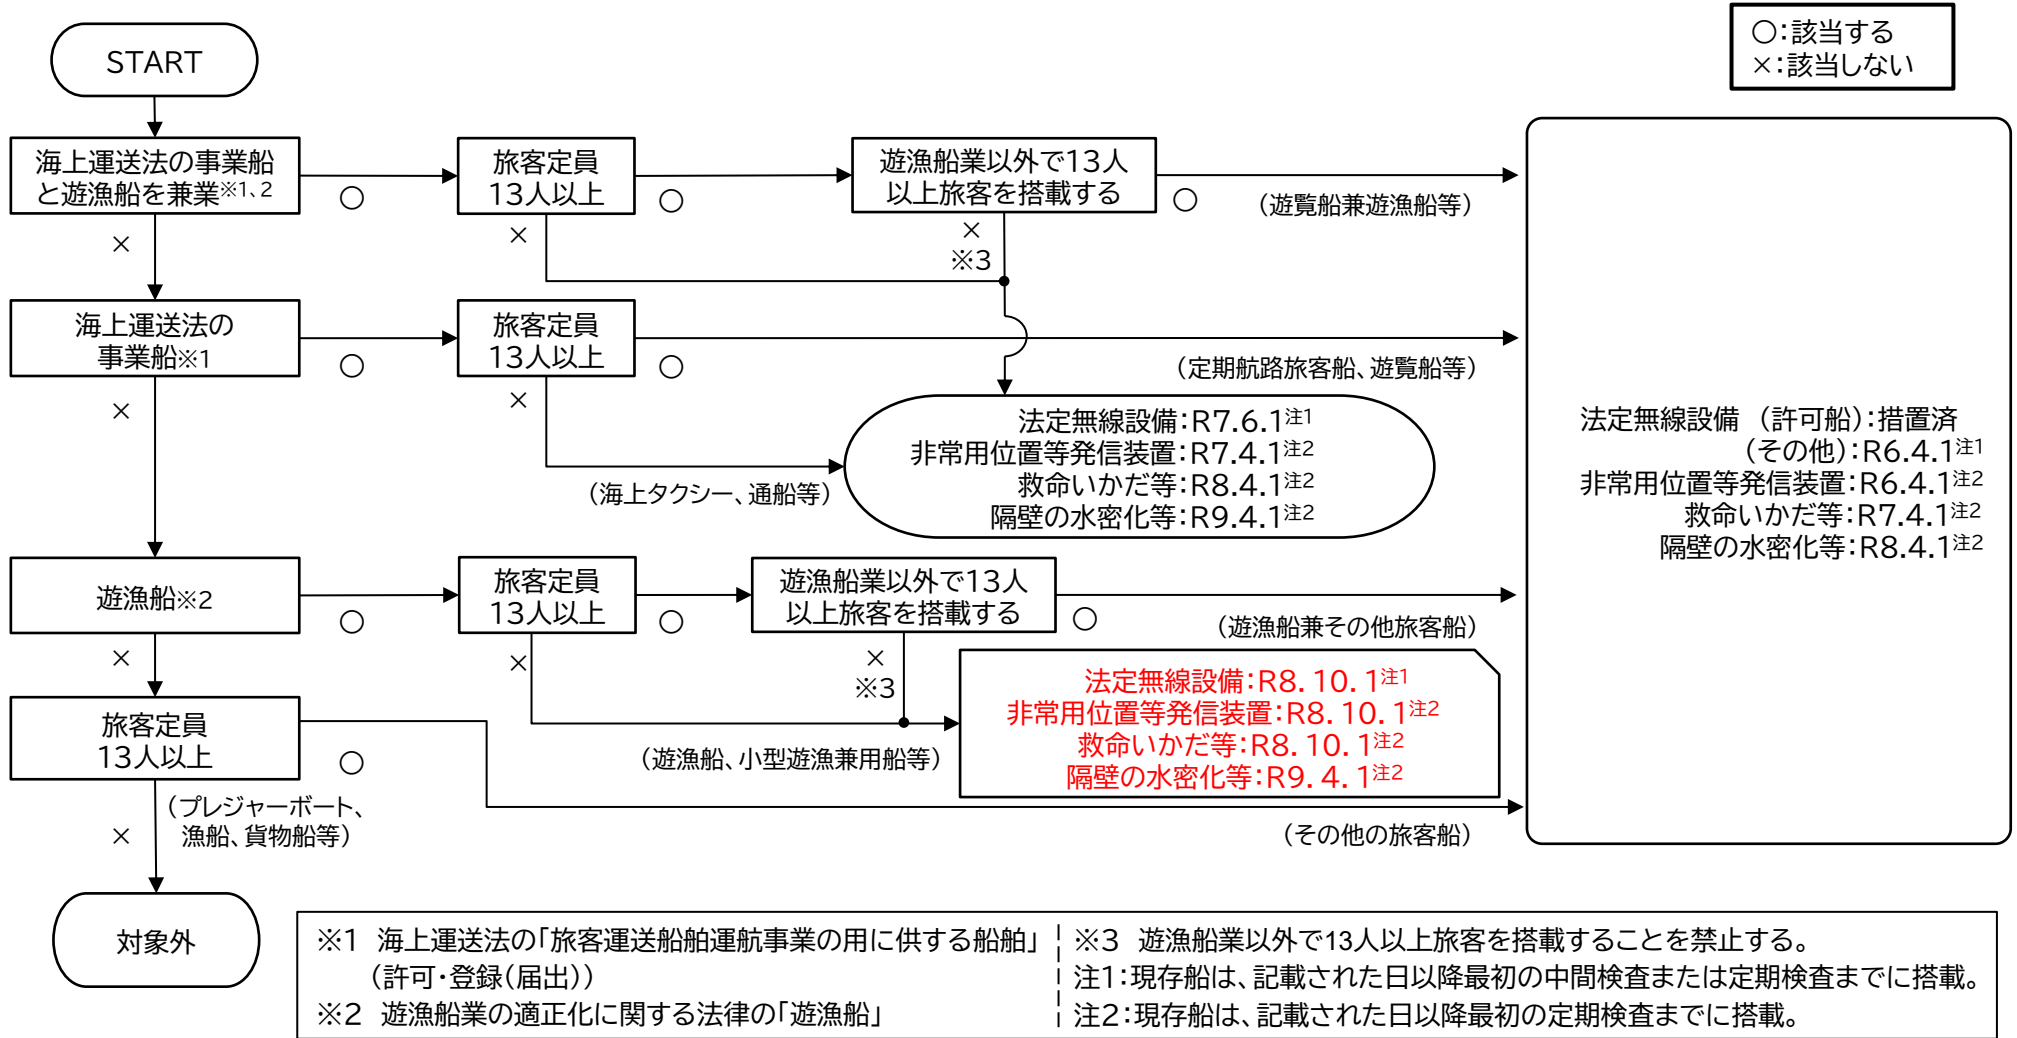 ○:該当する
×:該当しない
START
海上運送法の事業船
と遊漁船を兼業※1、2
○
×
旅客定員
13人以上
○
×
遊漁船業以外で13人
以上旅客を搭載する
○
(遊覧船兼遊漁船等)
×
※3
海上運送法の
事業船※1
○
×
旅客定員
13人以上
○
×
(定期航路旅客船、遊覧船等)
(海上タクシー、通船等)
法定無線設備:R7.6.1注1
非常用位置等発信装置:R7.4.1注2
救命いかだ等:R8.4.1注2
隔壁の水密化等:R9.4.1注2
法定無線設備 (許可船):措置済
(その他):R6.4.1注1
非常用位置等発信装置:R6.4.1注2
救命いかだ等:R7.4.1注2
隔壁の水密化等:R8.4.1注2
遊漁船※2
○
×
旅客定員
13人以上
○
×
遊漁船業以外で13人
以上旅客を搭載する
○
(遊漁船兼その他旅客船)
×
※3
(遊漁船、小型遊漁兼用船等)
法定無線設備:R8.10.1注1
非常用位置等発信装置:R8.10.1注2
救命いかだ等:R8.10.1注2
隔壁の水密化等:R9.4.1注2
旅客定員
13人以上
○
(その他の旅客船)
×
(プレジャーボート、
漁船、貨物船等)
対象外
※1 海上運送法の「旅客運送船舶運航事業の用に供する船舶」
(許可・登録(届出))
※2 遊漁船業の適正化に関する法律の「遊漁船」
※3 遊漁船業以外で13人以上旅客を搭載することを禁止する。
注1:現存船は、記載された日以降最初の中間検査または定期検査までに搭載。
注2:現存船は、記載された日以降最初の定期検査までに搭載。